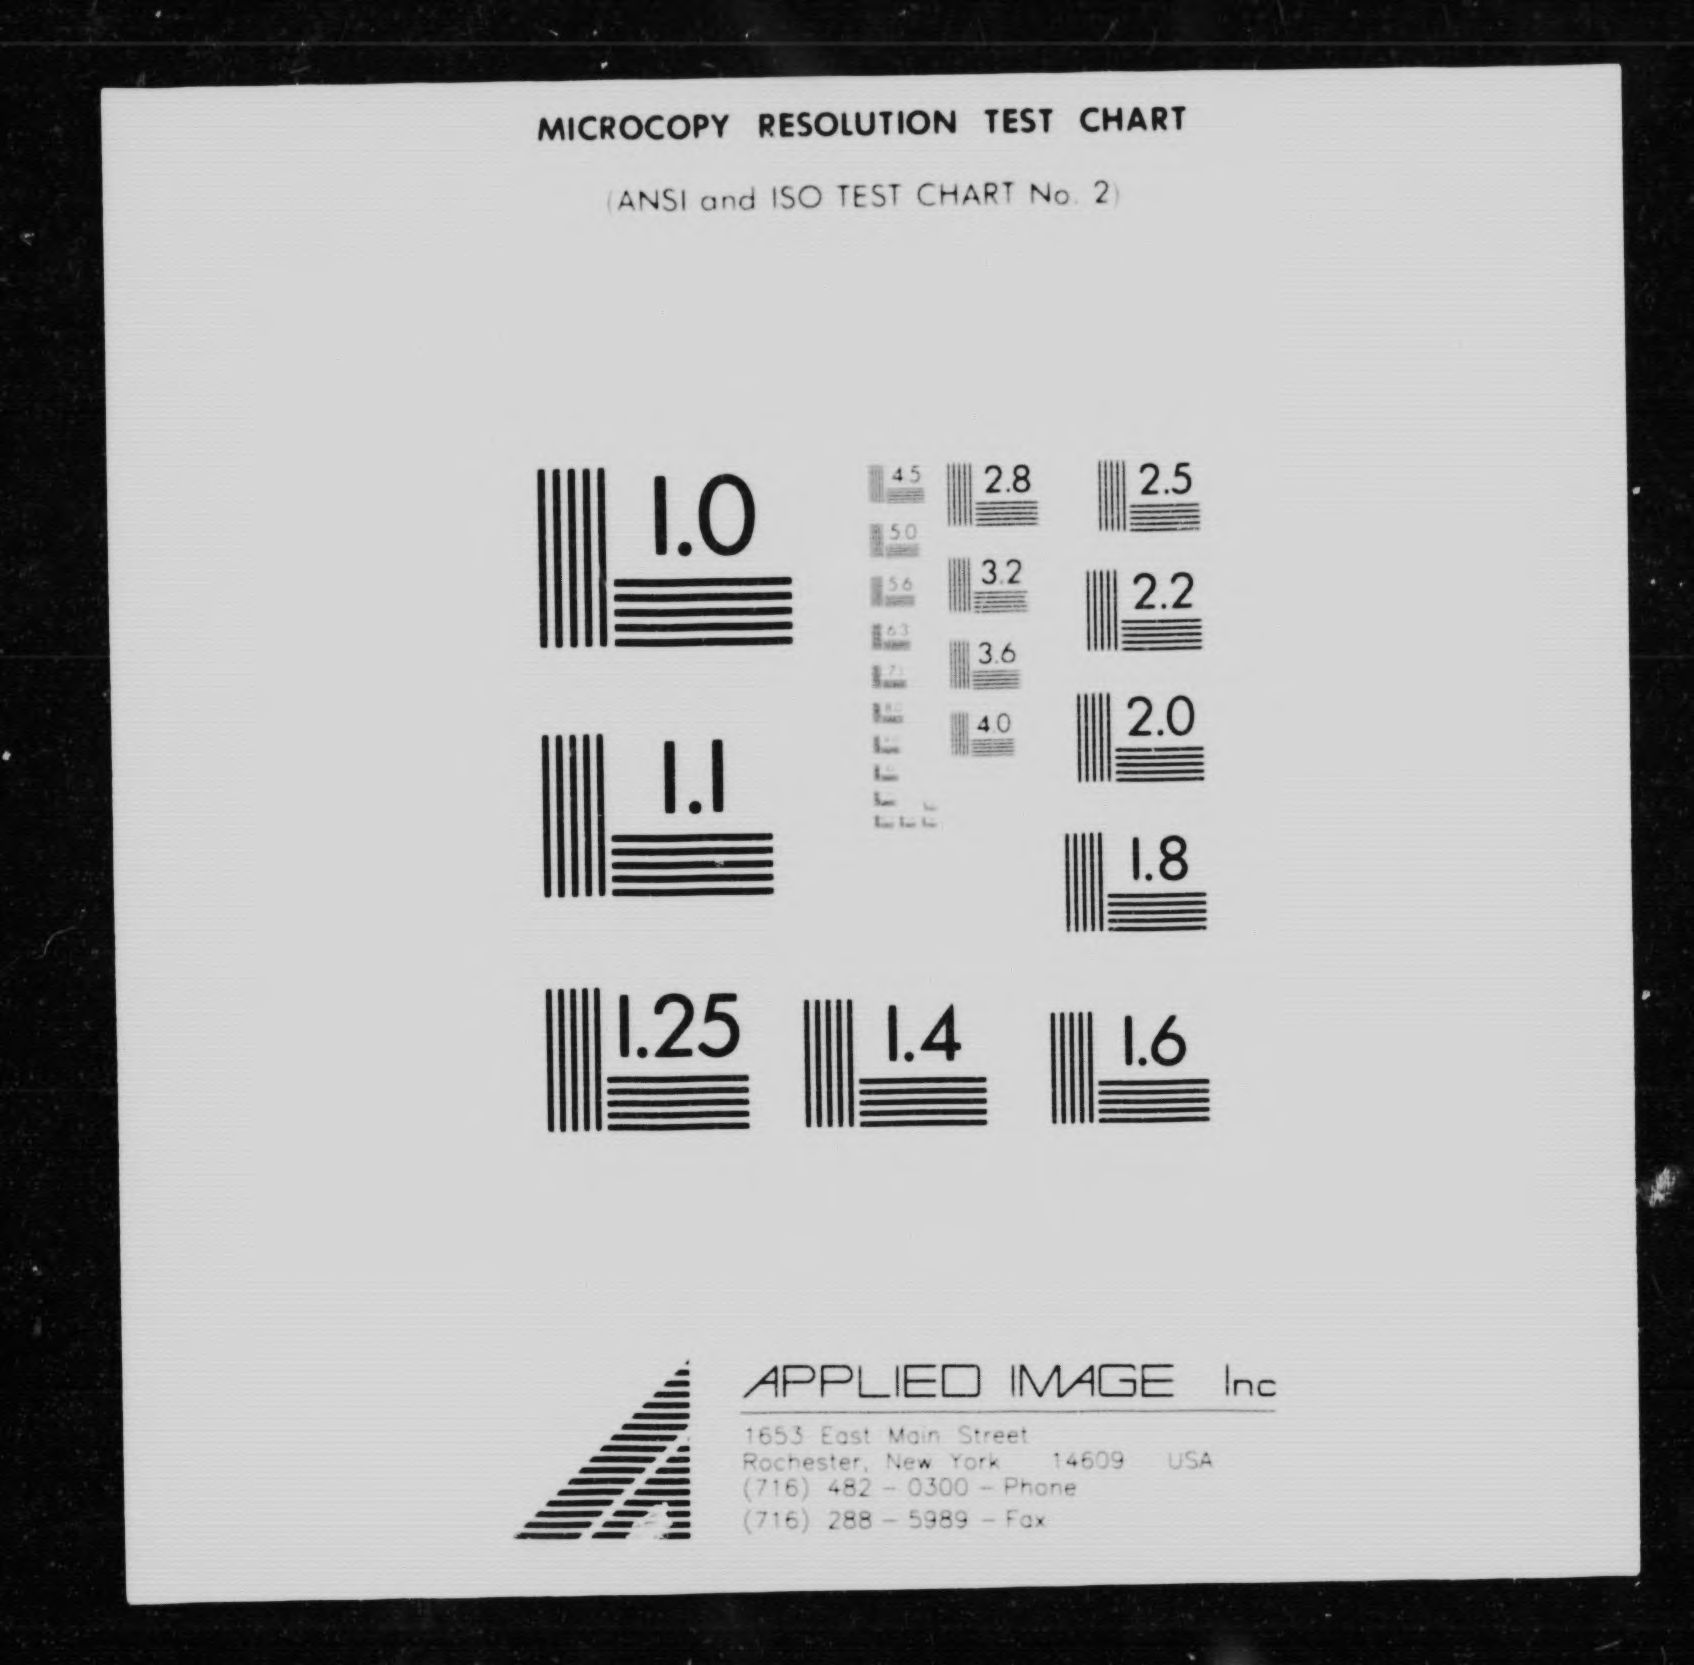 MICROCOPY RESOLUTION TEST CHART
(ANSI and ISO TEST CHART No. 2)
1.0
1.1
1.25
1.4
1.6
1.8
2.0
2.2
2.5
2.8
3.2
3.6
4.0
4.5
5.0
5.6
6.3
APPLIED IMAGE Inc
1653 East Main Street
Rochester, New York 14609 USA
(716) 482 - 0300 - Phone
(716) 288 - 5989 - Fax